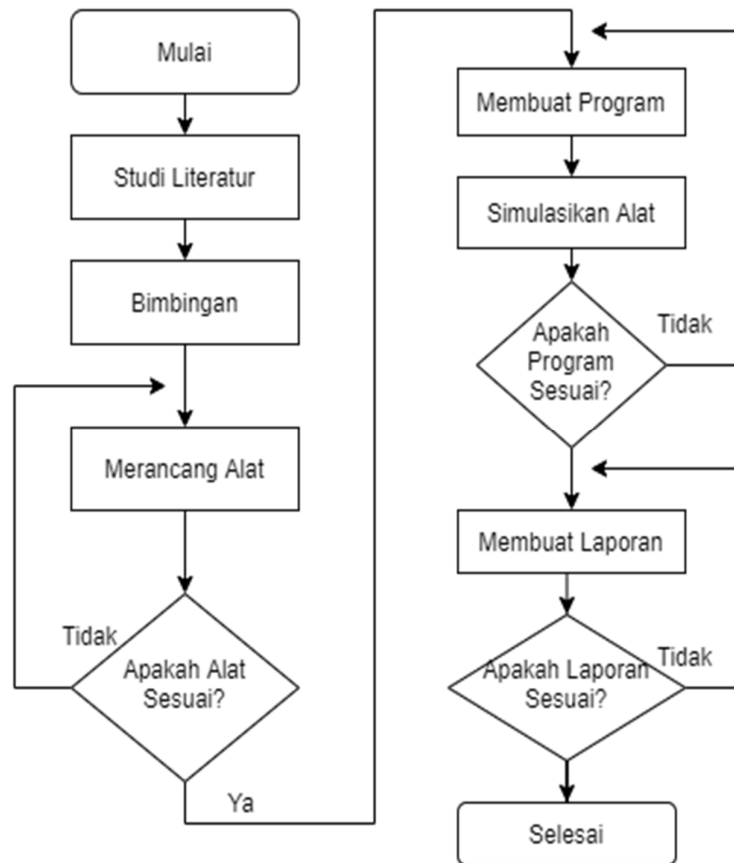 Mulai
Studi Literatur
Bimbingan
Merancang Alat
Tidak
Apakah Alat
Sesuai?
Ya
Membuat Program
Simulasikan Alat
Apakah
Program
Sesuai?
Tidak
Membuat Laporan
Apakah Laporan
Sesuai?
Tidak
Selesai